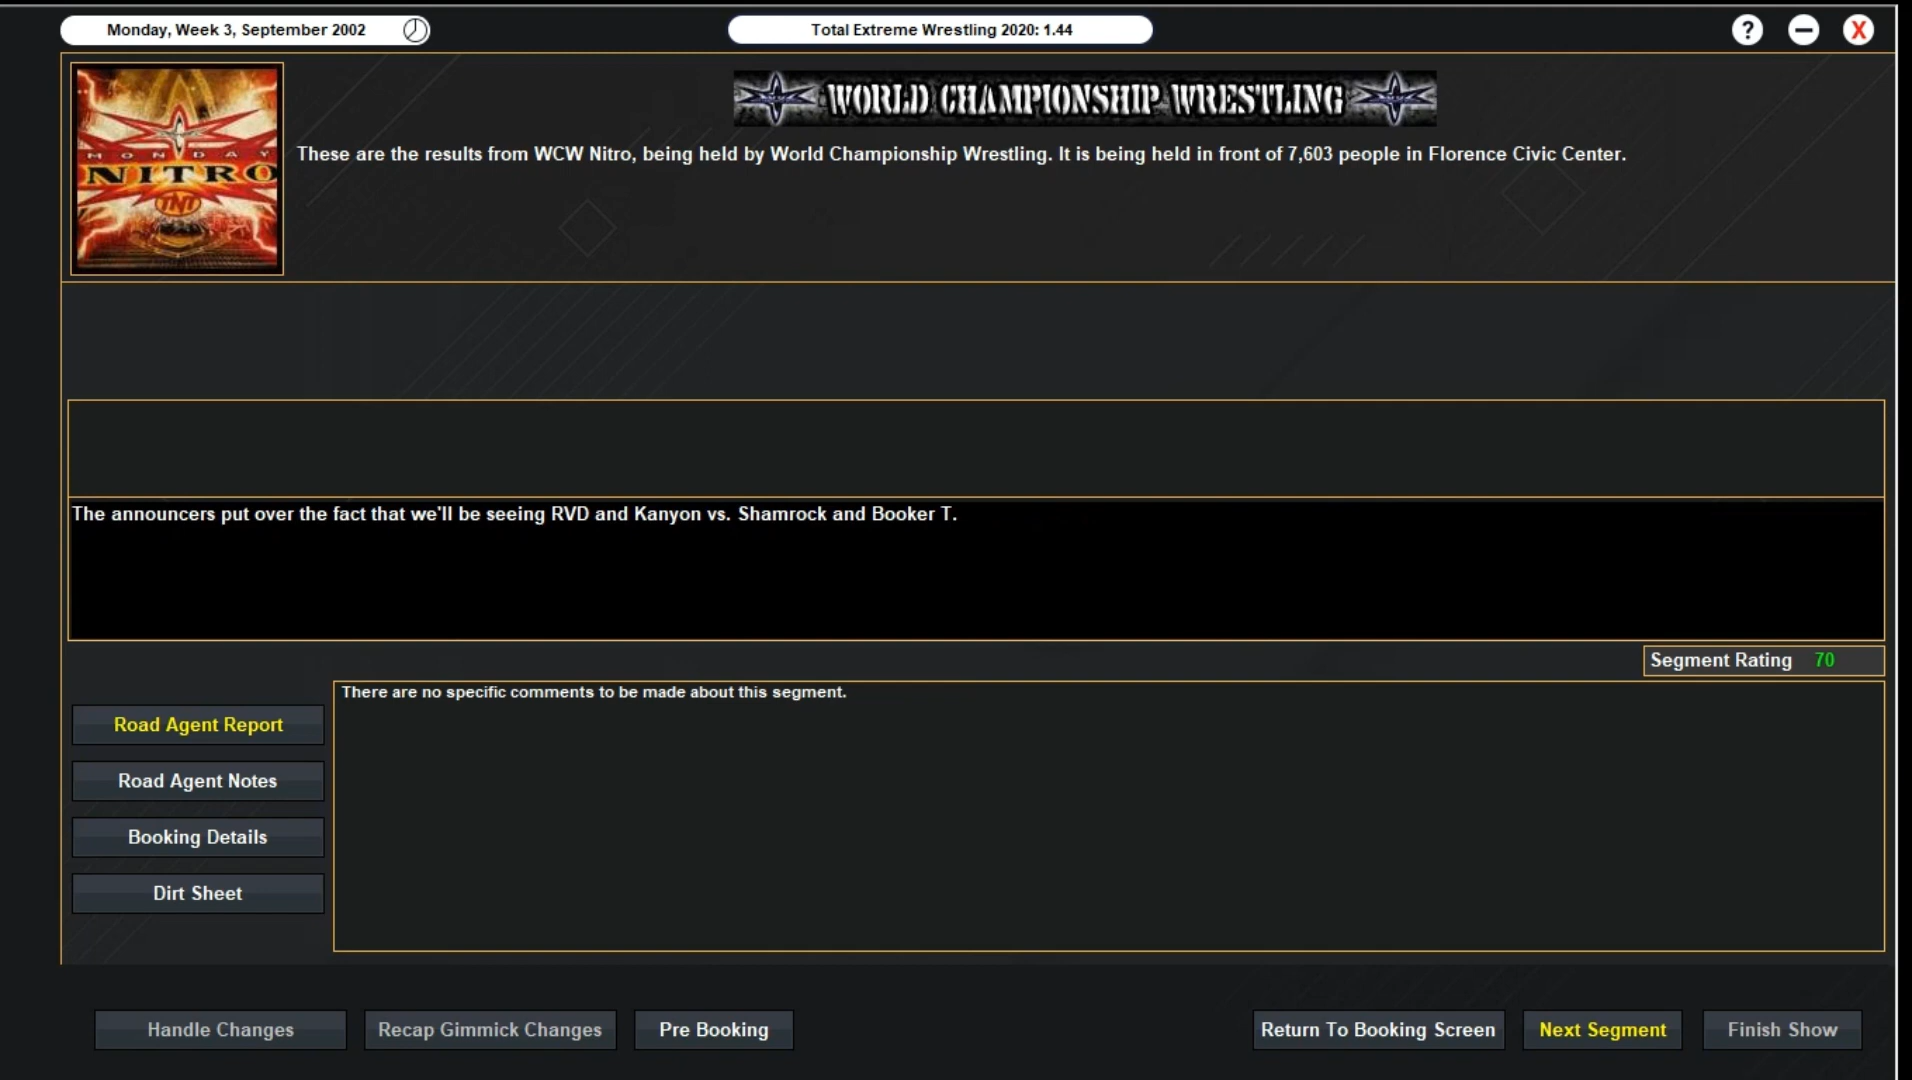 Monday, Week 3, September 2002
Total Extreme Wrestling 2020: 1.44
?
X
WORLD CHAMPIONSHIP WRESTLING
MONDAY
NITRO
TNT
These are the results from WCW Nitro, being held by World Championship Wrestling. It is being held in front of 7,603 people in Florence Civic Center.
The announcers put over the fact that we'll be seeing RVD and Kanyon vs. Shamrock and Booker T.
Segment Rating 70
There are no specific comments to be made about this segment.
Road Agent Report
Road Agent Notes
Booking Details
Dirt Sheet
Handle Changes
Recap Gimmick Changes
Pre Booking
Return To Booking Screen
Next Segment
Finish Show